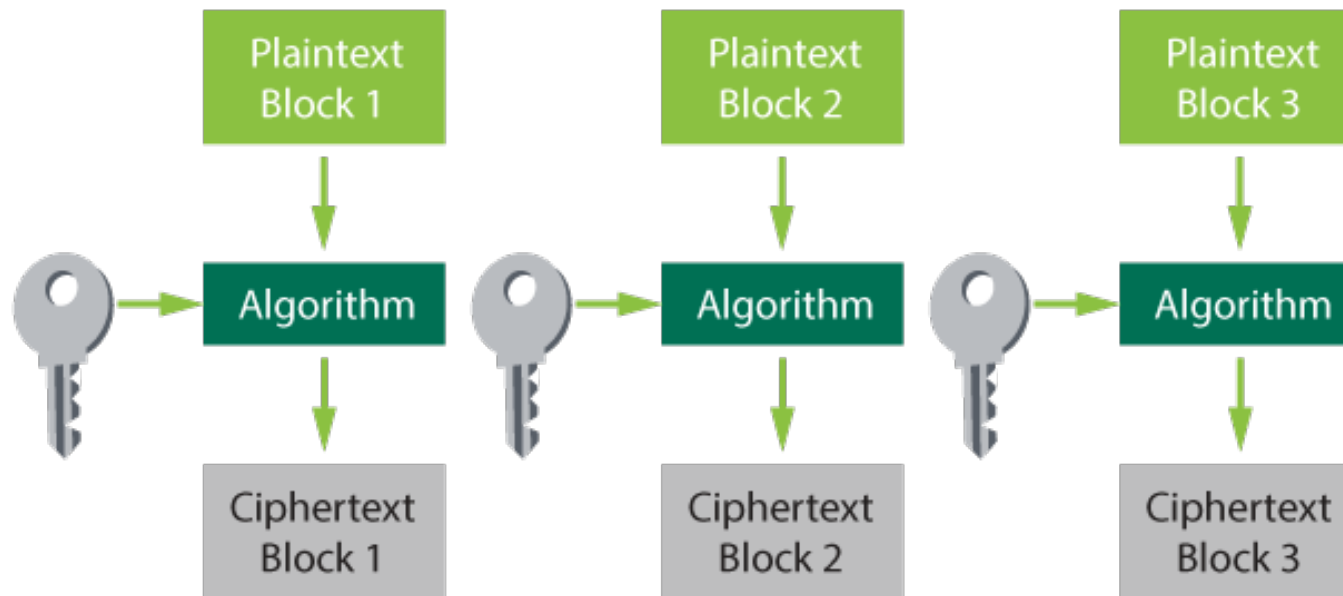 Plaintext
Block 1
Plaintext
Block 2
Plaintext
Block 3
Algorithm
Algorithm
Algorithm
Ciphertext
Block 1
Ciphertext
Block 2
Ciphertext
Block 3